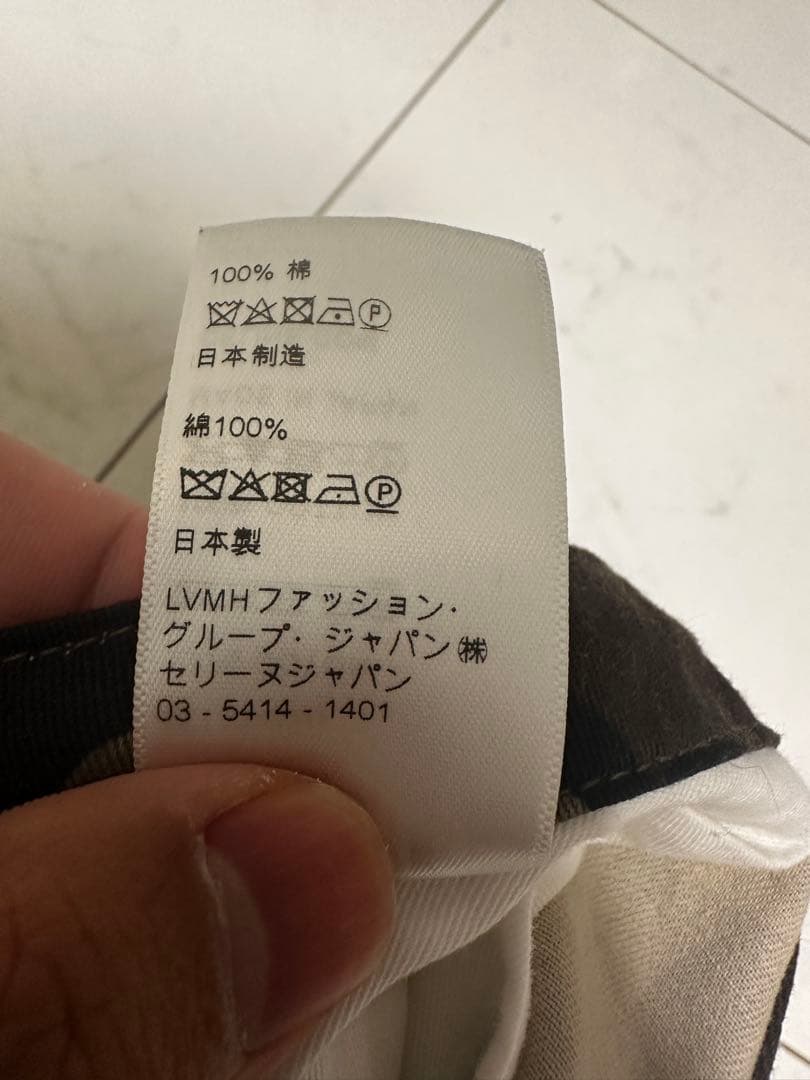 100% 棉
日本制造
綿100%
日本製
LVMHファッション・
グループ・ジャパン㈱
セリーヌジャパン
03 - 5414 - 1401